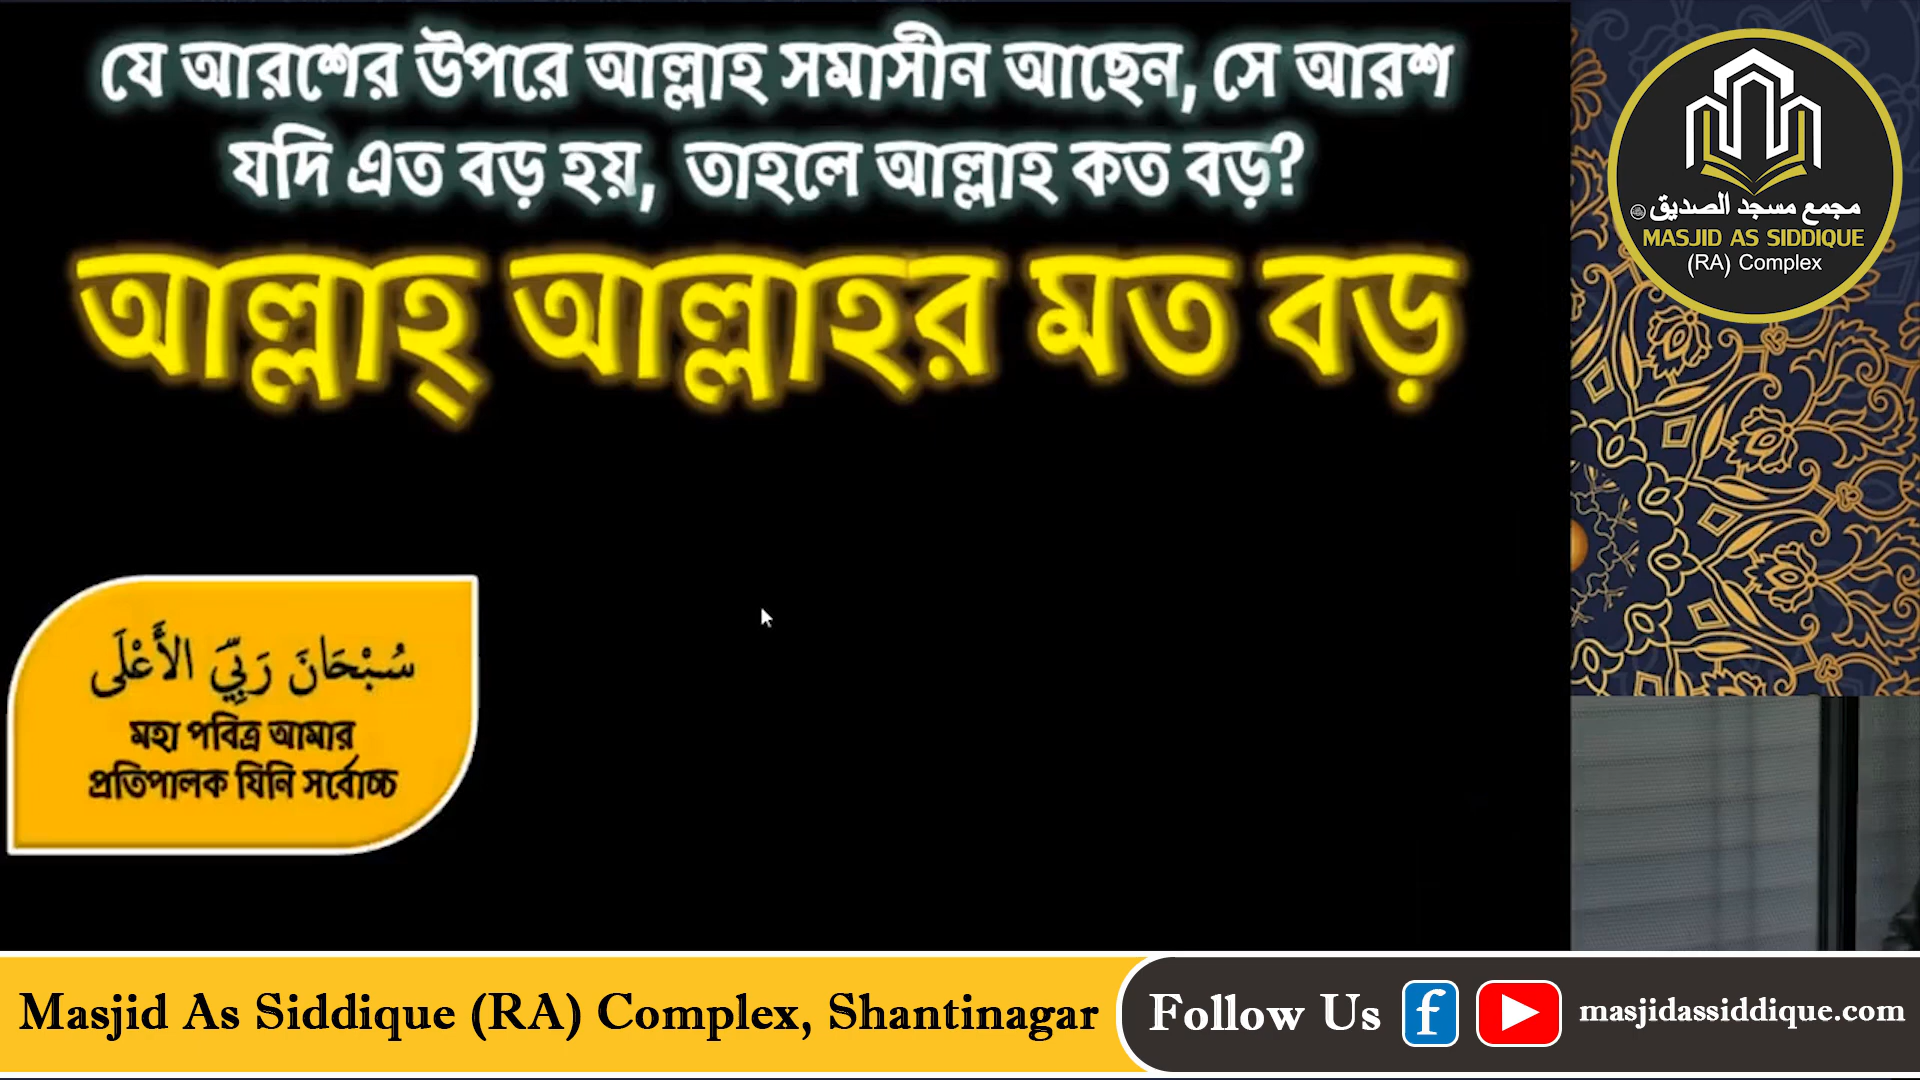 যে আরশের উপরে আল্লাহ সমাসীন আছেন, সে আরশ
যদি এত বড় হয়, তাহলে আল্লাহ কত বড়?
আল্লাহ্ আল্লাহর মত বড়
مجمع مسجد الصديق
MASJID AS SIDDIQUE
(RA) Complex
سُبْحَانَ رَبِّيَ الأَعْلَى
মহা পবিত্র আমার
প্রতিপালক যিনি সর্বোচ্চ
Masjid As Siddique (RA) Complex, Shantinagar
Follow Us
masjidassiddique.com